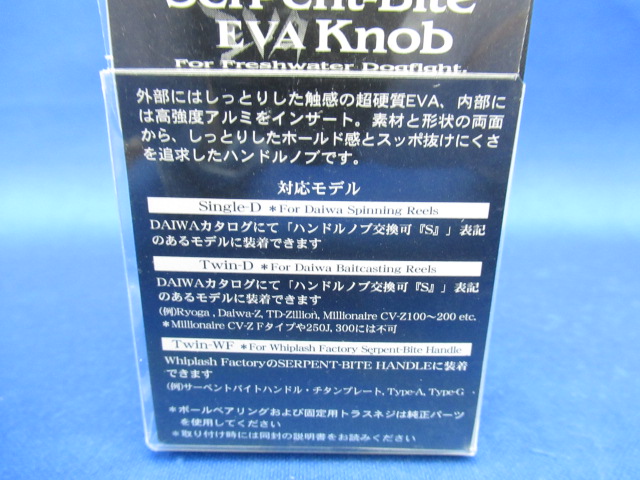 Serpent-Bite
EVA Knob
For Freshwater Dogfight.
外部にはしっとりした触感の超硬質EVA、内部に
は高強度アルミをインサート。素材と形状の両面
から、しっとりしたホールド感とスッポ抜けにくさ
を追求したハンドルノブです。
対応モデル
Single-D ＊For Daiwa Spinning Reels
DAIWAカタログにて「ハンドルノブ交換可『S』」表記
のあるモデルに装着できます
Twin-D ＊For Daiwa Baitcasting Reels
DAIWAカタログにて「ハンドルノブ交換可『S』」表記
のあるモデルに装着できます
(例)Ryoga , Daiwa-Z, TD-Zillion, Millionaire CV-Z100～200 etc.
＊Millionaire CV-Z Fタイプや250J, 300には不可
Twin-WF ＊For Whiplash Factory Serpent-Bite Handle
Whiplash FactoryのSERPENT-BITE HANDLEに装着
できます
(例)サーペントバイトハンドル・チタンプレート, Type-A, Type-G
＊ボールベアリングおよび固定用トラスネジは純正パーツ
を使用してください
＊取り付け時には同封の説明書をお読みください